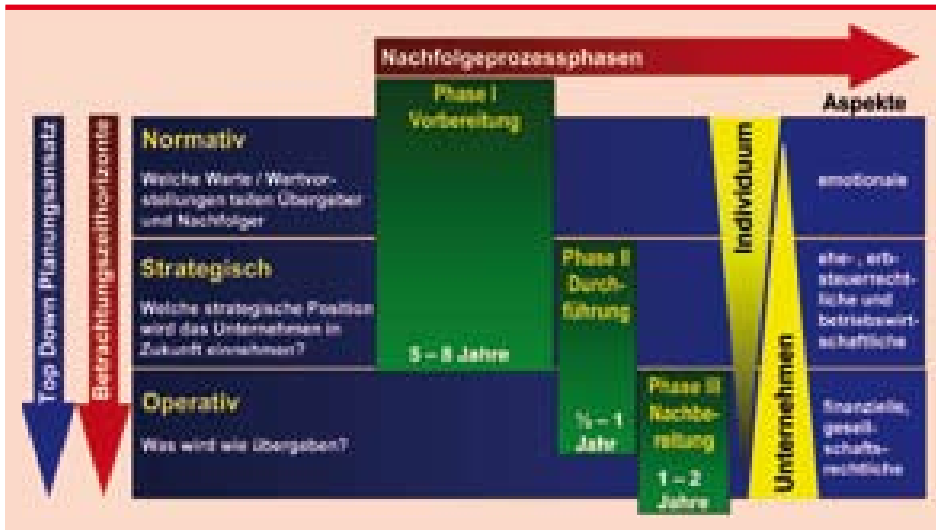 Nachfolgeprozessphasen
Aspekte
Top Down Planungsansatz
Betrachtungszeithorizonte
Normativ
Welche Werte / Wertvor-
stellungen teilen Übergeber
und Nachfolger
Strategisch
Welche strategische Position
wird das Unternehmen in
Zukunft einnehmen?
Operativ
Was wird wie übergeben?
Phase I
Vorbereitung
Jahre
Phase II
Durch-
führung
½ – 1
Jahr
Phase III
Nachbe-
reitung
1 – 2
Jahre
Individuum
Unternehmen
emotionale
ehe-, erb-
steuerrecht-
liche und
betriebswirt-
schaftliche
finanzielle,
gesell-
schafts-
rechtliche